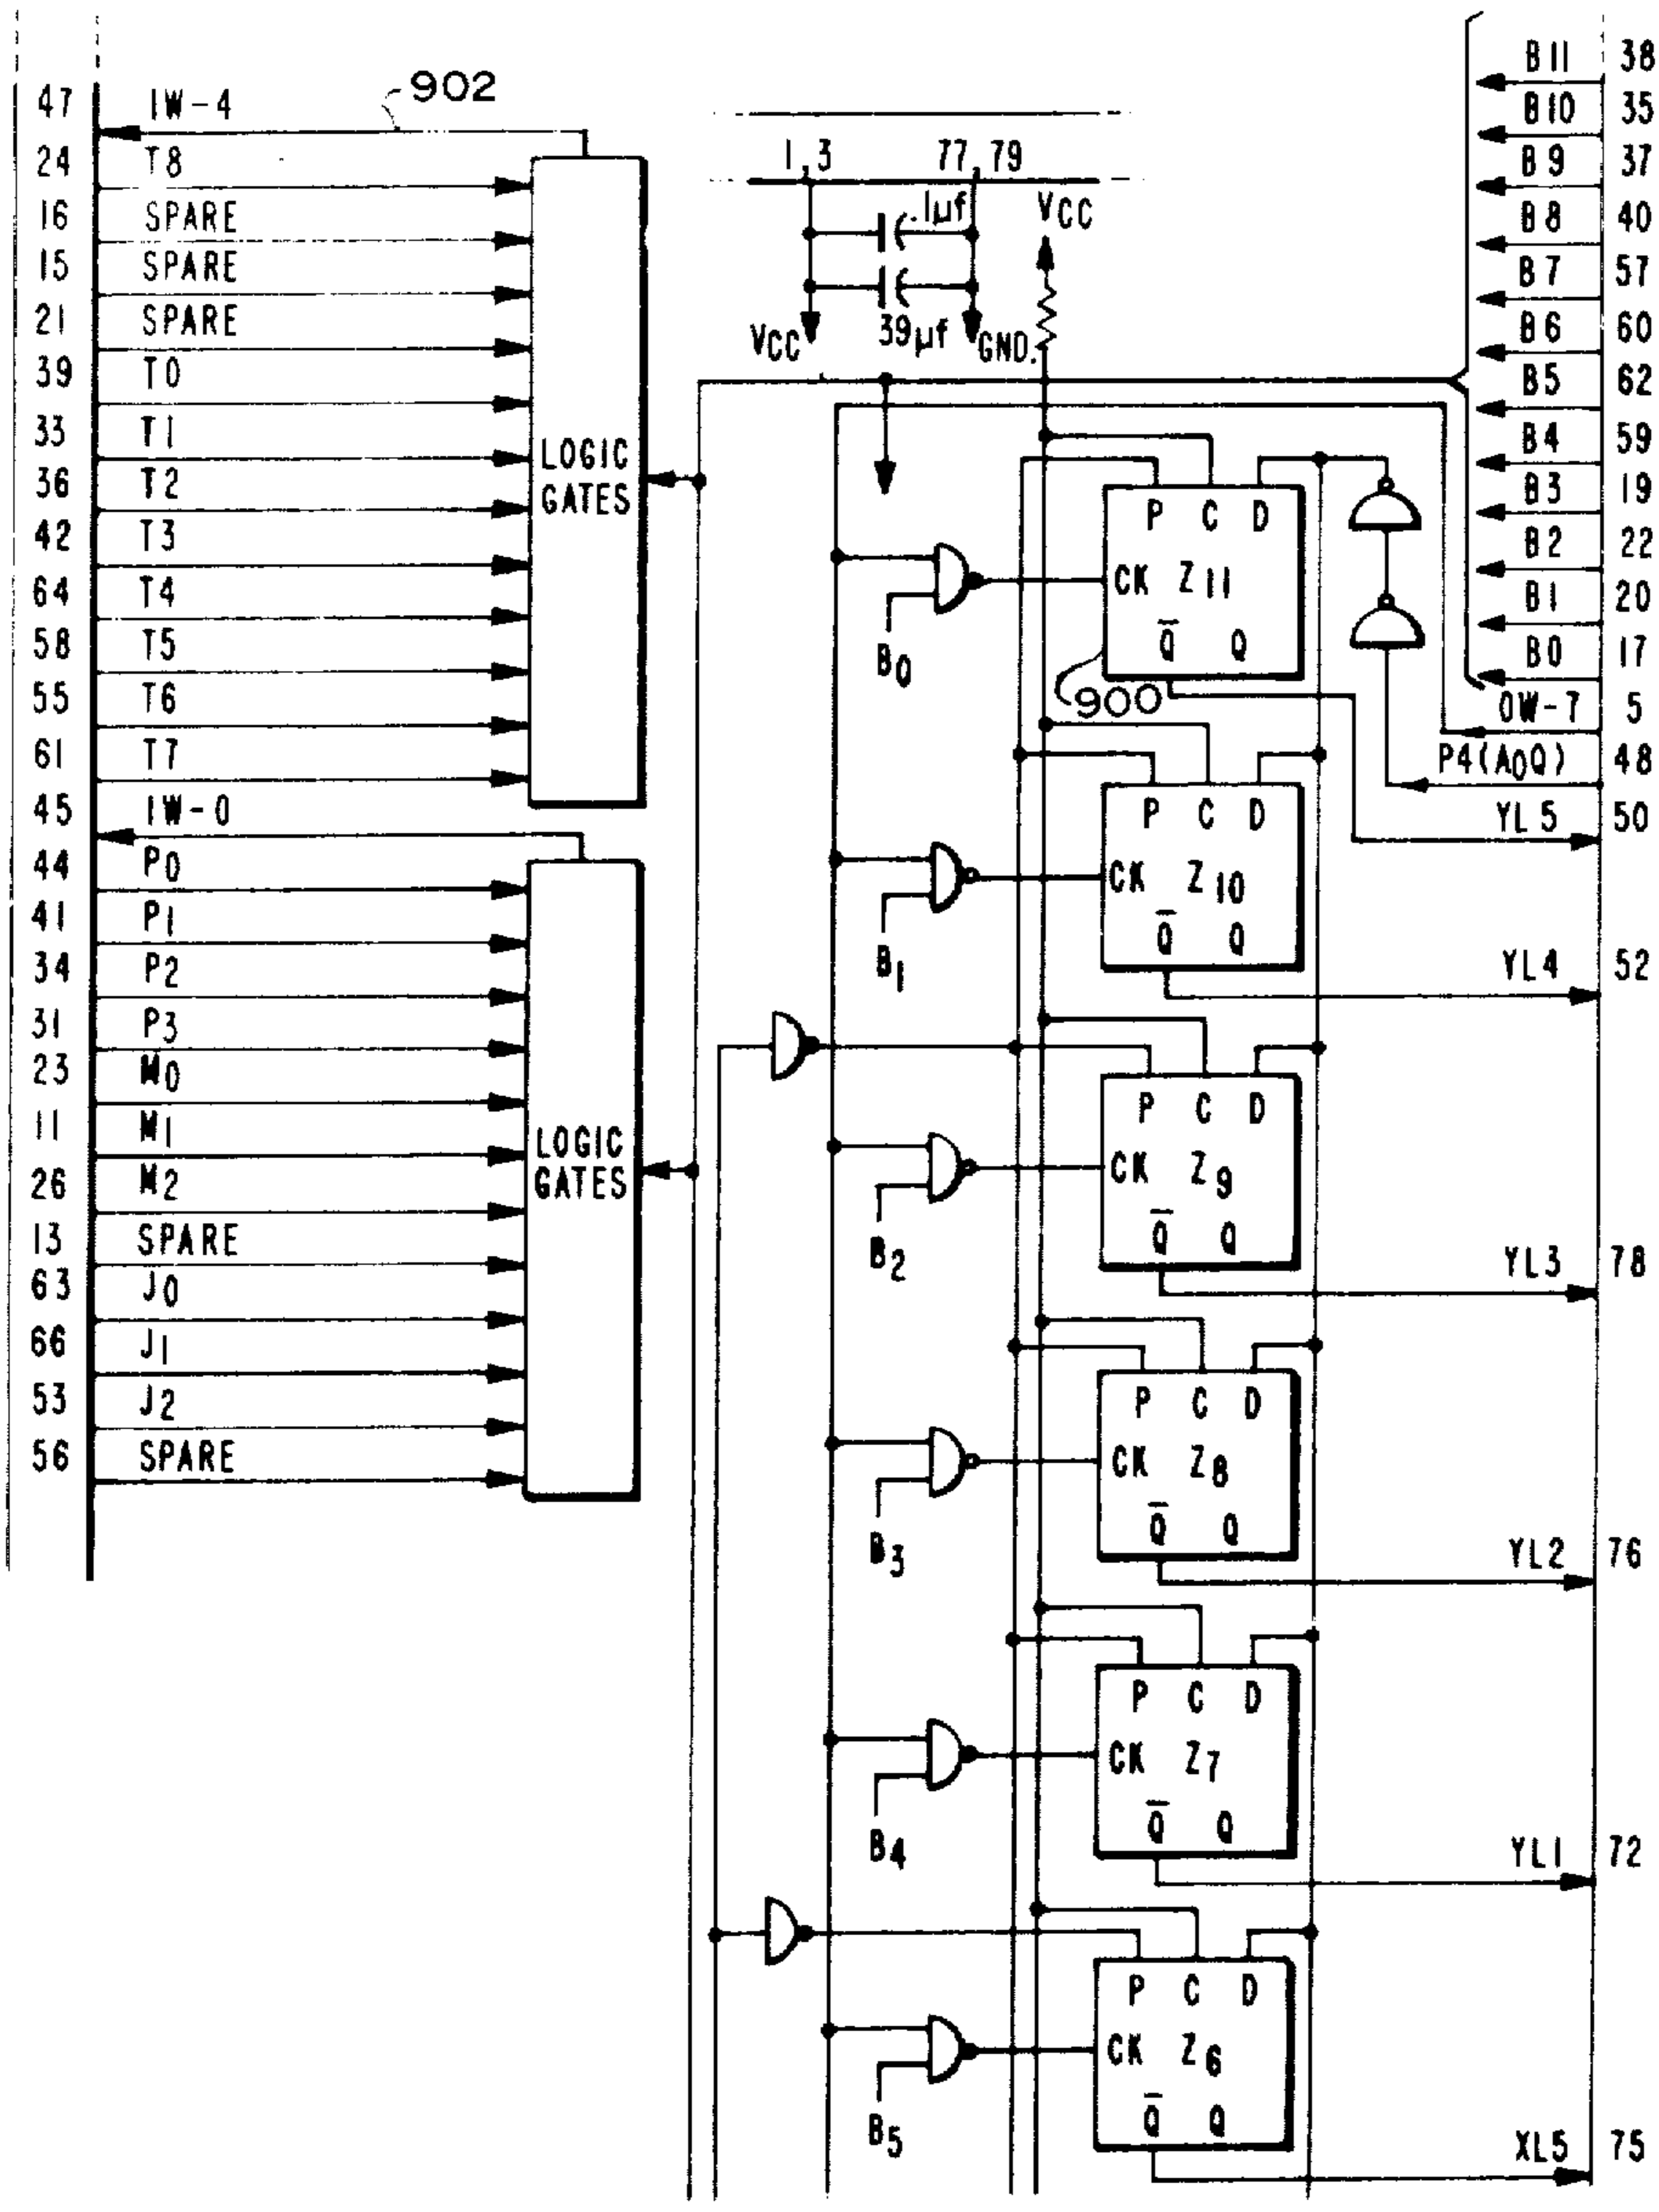 47 IW-4
902
24 T8
16 SPARE
15 SPARE
21 SPARE
39 T0
33 T1
36 T2
42 T3
64 T4
58 T5
55 T6
61 T7
LOGIC
GATES
45 IW-0
44 P0
41 P1
34 P2
31 P3
23 M0
11 M1
26 M2
13 SPARE
63 J0
66 J1
53 J2
56 SPARE
LOGIC
GATES
1,3 77,79
.1µf
39µf
VCC
GND.
VCC
P C D
CK Z11
Q̅ Q
B0
900
P C D
CK Z10
Q̅ Q
B1
P C D
CK Z9
Q̅ Q
B2
P C D
CK Z8
Q̅ Q
B3
P C D
CK Z7
Q̅ Q
B4
P C D
CK Z6
Q̅ Q
B5
B11 38
B10 35
B9 37
B8 40
B7 57
B6 60
B5 62
B4 59
B3 19
B2 22
B1 20
B0 17
OW-7 5
P4(A0Q) 48
YL5 50
YL4 52
YL3 78
YL2 76
YL1 72
XL5 75